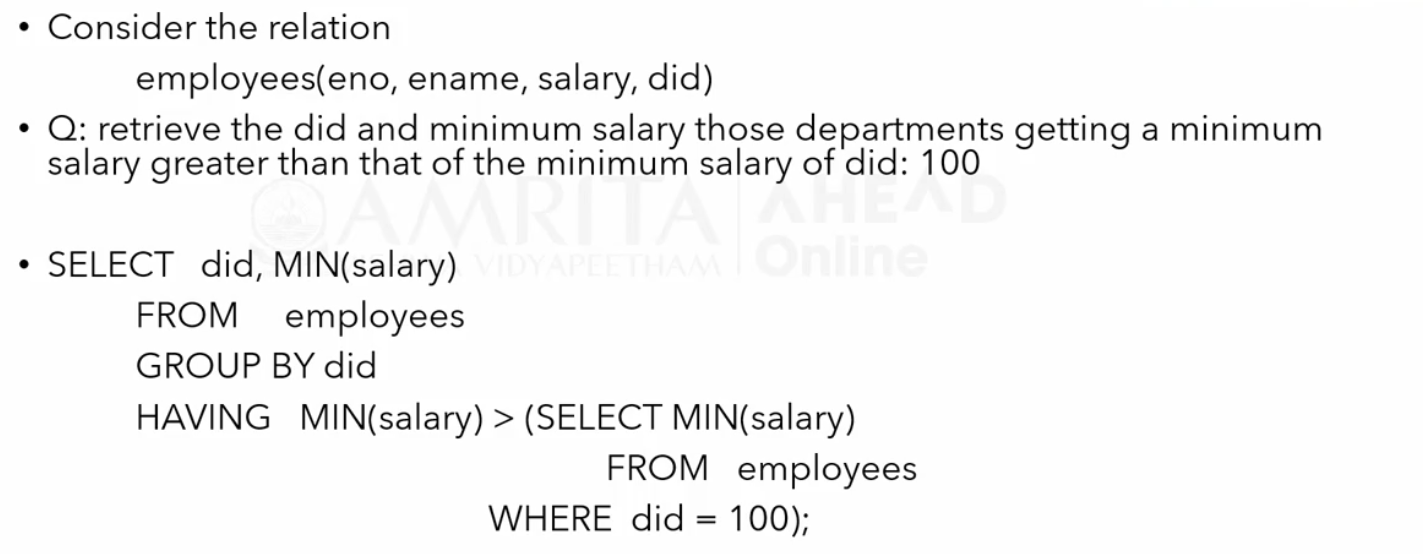 • Consider the relation
employees(eno, ename, salary, did)
• Q: retrieve the did and minimum salary those departments getting a minimum
salary greater than that of the minimum salary of did: 100
AMRITA AHEAD
VIDYAPEETHAM Online
• SELECT did, MIN(salary)
FROM employees
GROUP BY did
HAVING MIN(salary) > (SELECT MIN(salary)
FROM employees
WHERE did = 100);